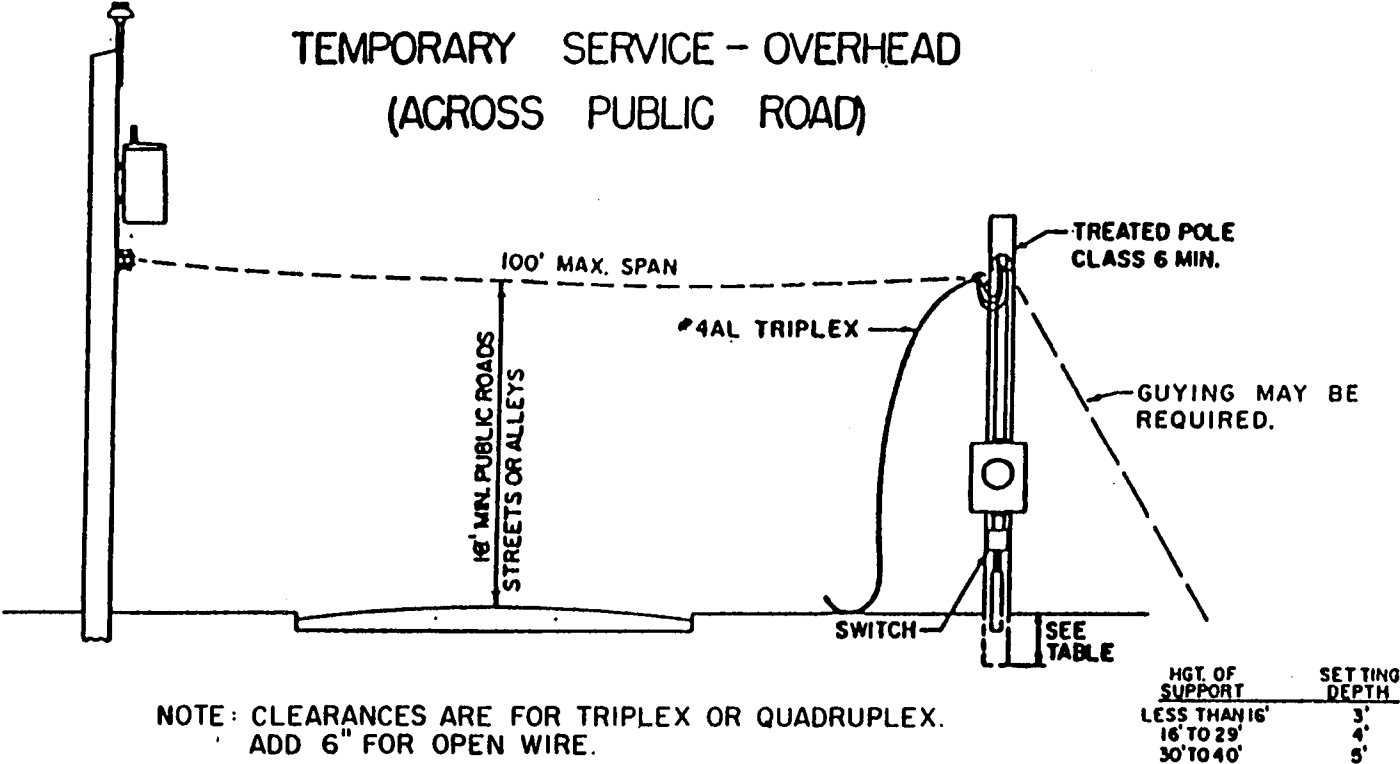 TEMPORARY SERVICE - OVERHEAD
(ACROSS PUBLIC ROAD)
100' MAX. SPAN
TREATED POLE
CLASS 6 MIN.
#4AL TRIPLEX
MIN. PUBLIC ROADS
STREETS OR ALLEYS
GUYING MAY BE
REQUIRED.
SWITCH
SEE
TABLE
HGT. OF SETTING
SUPPORT DEPTH
LESS THAN 16' 3'
16' TO 29' 4'
30' TO 40' 5'
NOTE: CLEARANCES ARE FOR TRIPLEX OR QUADRUPLEX.
ADD 6" FOR OPEN WIRE.